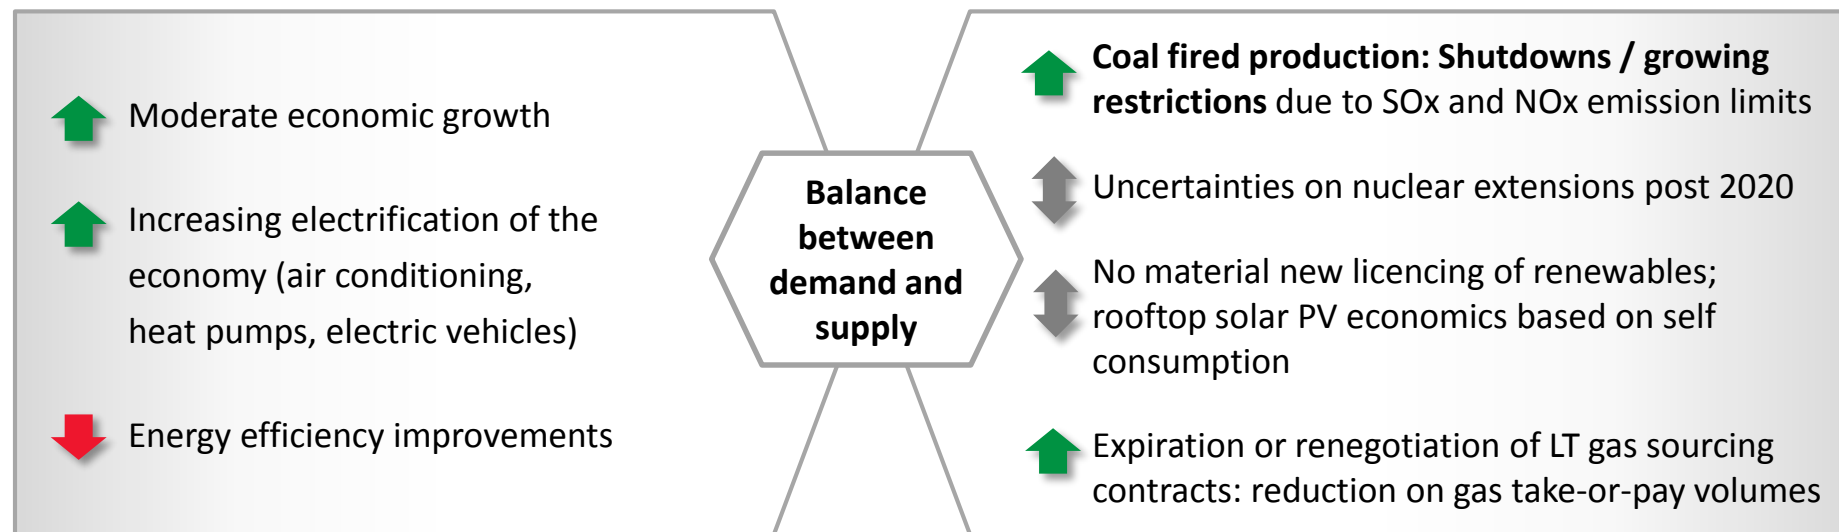 Moderate economic growth
Increasing electrification of the
economy (air conditioning,
heat pumps, electric vehicles)
Energy efficiency improvements
Balance
between
demand and
supply
Coal fired production: Shutdowns / growing
restrictions due to SOx and NOx emission limits
Uncertainties on nuclear extensions post 2020
No material new licencing of renewables;
rooftop solar PV economics based on self
consumption
Expiration or renegotiation of LT gas sourcing
contracts: reduction on gas take-or-pay volumes